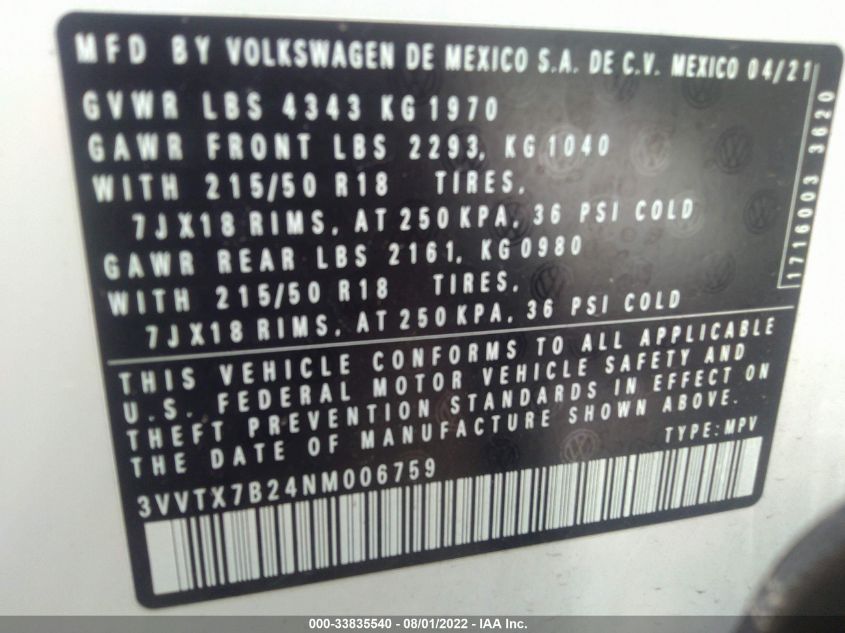 MFD BY VOLKSWAGEN DE MEXICO S.A. DE C.V. MEXICO 04/21
GVWR LBS 4343 KG 1970
GAWR FRONT LBS 2293, KG 1040
WITH 215/50 R18 TIRES,
7JX18 RIMS, AT 250 KPA, 36 PSI COLD
GAWR REAR LBS 2161, KG 0980
WITH 215/50 R18 TIRES,
7JX18 RIMS, AT 250 KPA, 36 PSI COLD
1716003 3620
THIS VEHICLE CONFORMS TO ALL APPLICABLE
U.S. FEDERAL MOTOR VEHICLE SAFETY AND
THEFT PREVENTION STANDARDS IN EFFECT ON
THE DATE OF MANUFACTURE SHOWN ABOVE.
TYPE: MPV
3VVTX7B24NM006759
000-33835540 - 08/01/2022 - IAA Inc.